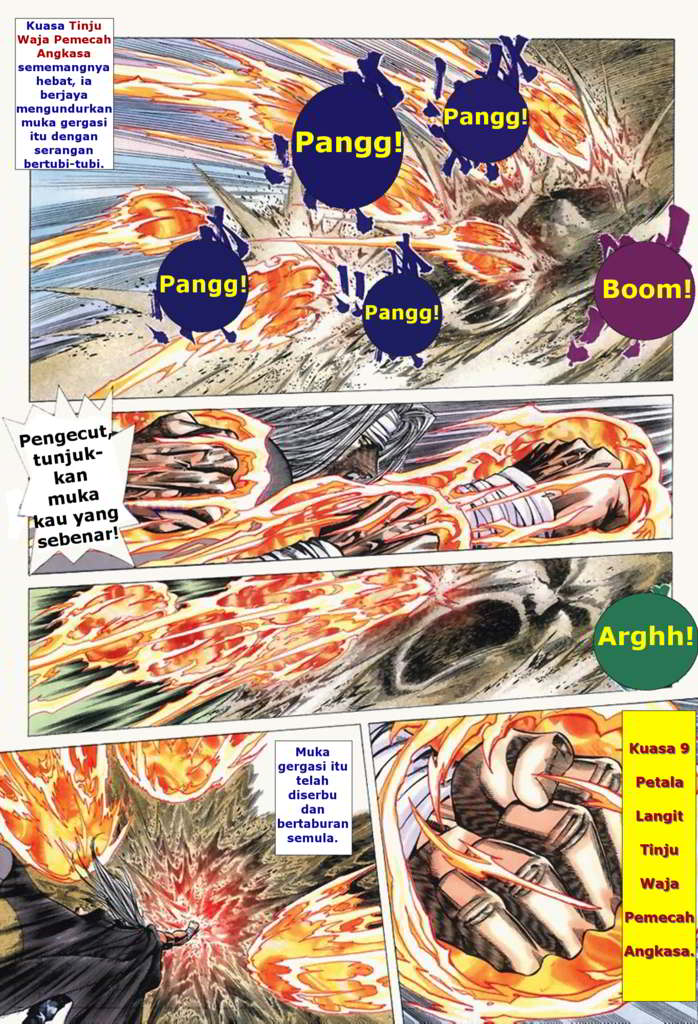 Kuasa Tinju
Waja Pemecah
Angkasa
sememangnya
hebat, ia
berjaya
mengundurkan
muka gergasi
itu dengan
serangan
bertubi-tubi.
Pangg!
Pangg!
Pangg!
Pangg!
Boom!
Pengecut,
tunjuk-
kan
muka
kau yang
sebenar!
Arghh!
Muka
gergasi itu
telah
diserbu
dan
bertaburan
semula.
Kuasa 9
Petala
Langit
Tinju
Waja
Pemecah
Angkasa.